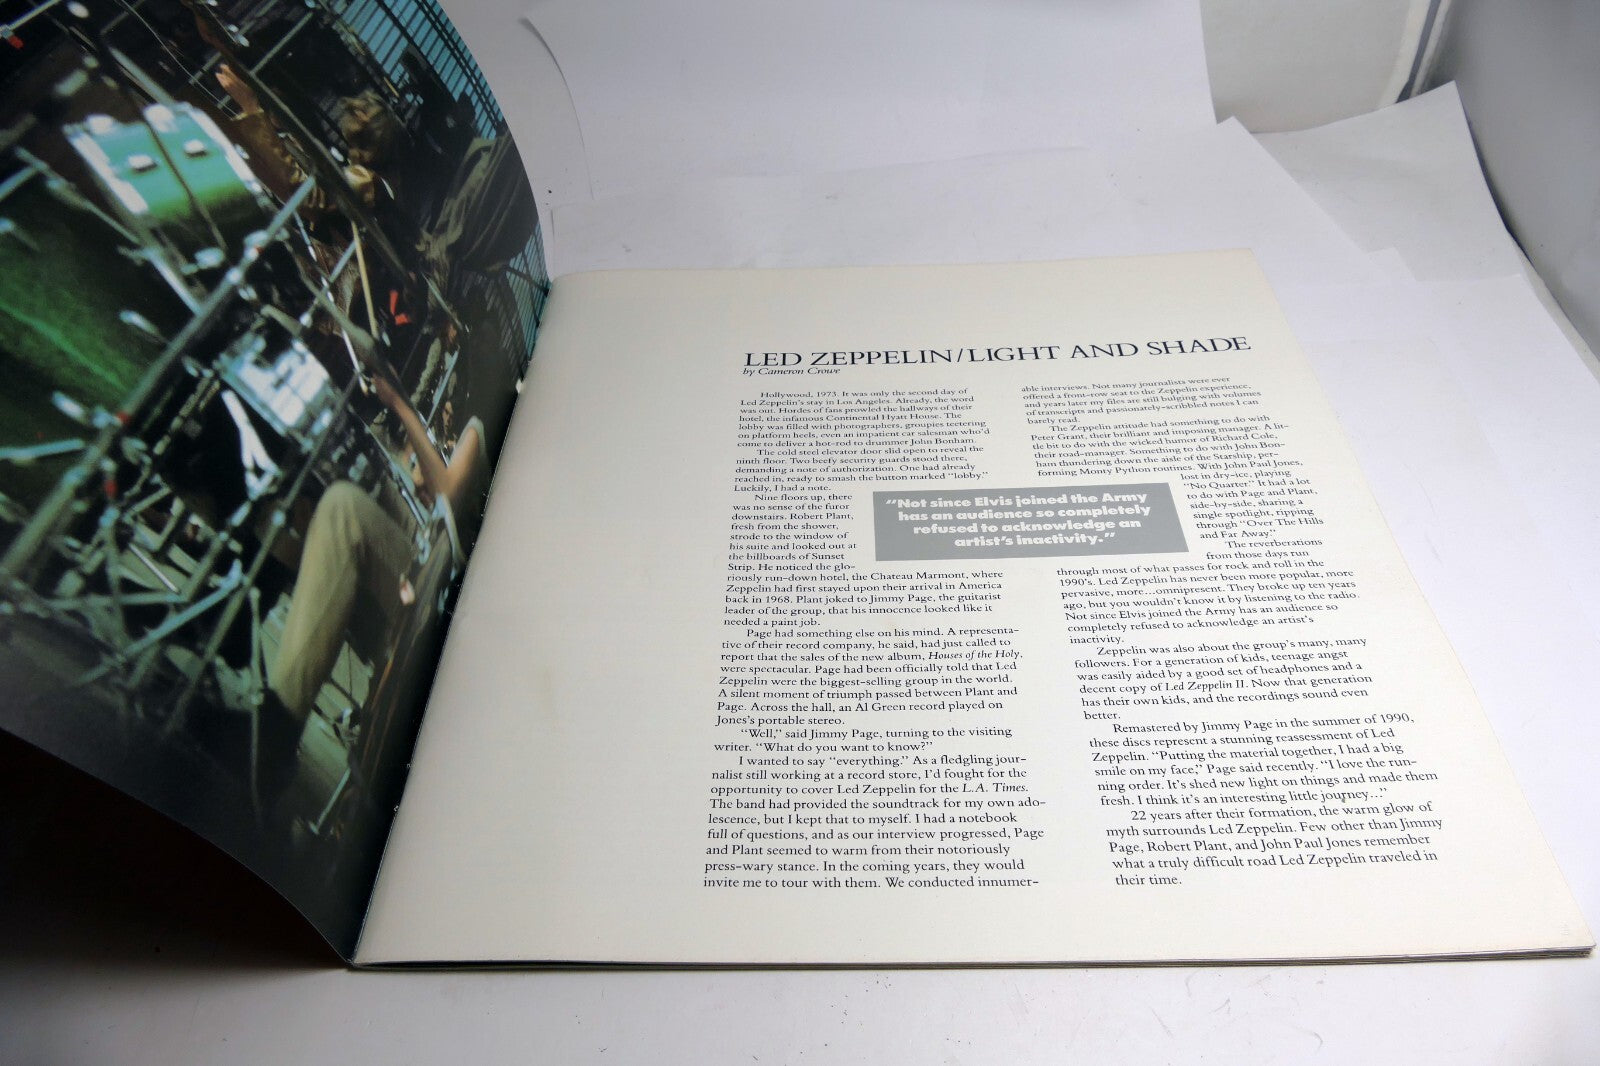 LED ZEPPELIN/LIGHT AND SHADE
by Cameron Crowe
Hollywood, 1973. It was only the second day of
Led Zeppelin's stay in Los Angeles. Already, the word
was out. Hordes of fans prowled the hallways of their
hotel, the infamous Continental Hyatt House. The
lobby was filled with photographers, groupies teetering
on platform heels, even an impatient car salesman who'd
come to deliver a hot-rod to drummer John Bonham.
The cold steel elevator door slid open to reveal the
ninth floor. Two beefy security guards stood there,
demanding a note of authorization. One had already
reached in, ready to smash the button marked "lobby."
Luckily, I had a note.
Nine floors up, there
was no sense of the furor
downstairs. Robert Plant,
fresh from the shower,
strode to the window of
his suite and looked out at
the billboards of Sunset
Strip. He noticed the glo-
riously run-down hotel, the Chateau Marmont, where
Zeppelin had first stayed upon their arrival in America
back in 1968. Plant joked to Jimmy Page, the guitarist
leader of the group, that his innocence looked like it
needed a paint job.
Page had something else on his mind. A representa-
tive of their record company, he said, had just called to
report that the sales of the new album, Houses of the Holy,
were spectacular. Page had been officially told that Led
Zeppelin were the biggest-selling group in the world.
A silent moment of triumph passed between Plant and
Page. Across the hall, an Al Green record played on
Jones's portable stereo.
"Well," said Jimmy Page, turning to the visiting
writer. "What do you want to know?"
I wanted to say "everything." As a fledgling jour-
nalist still working at a record store, I'd fought for the
opportunity to cover Led Zeppelin for the L.A. Times.
The band had provided the soundtrack for my own ado-
lescence, but I kept that to myself. I had a notebook
full of questions, and as our interview progressed, Page
and Plant seemed to warm from their notoriously
press-wary stance. In the coming years, they would
invite me to tour with them. We conducted innumer-
"Not since Elvis joined the Army
has an audience so completely
refused to acknowledge an
artist's inactivity."
able interviews. Not many journalists were ever
offered a front-row seat to the Zeppelin experience,
and years later my files are still bulging with volumes
of transcripts and passionately-scribbled notes I can
barely read.
The Zeppelin attitude had something to do with
Peter Grant, their brilliant and imposing manager. A lit-
tle bit to do with the wicked humor of Richard Cole,
their road-manager. Something to do with John Bon-
ham thundering down the aisle of the Starship, per-
forming Monty Python routines. With John Paul Jones,
lost in dry-ice, playing
"No Quarter." It had a lot
to do with Page and Plant,
side-by-side, sharing a
single spotlight, ripping
through "Over The Hills
and Far Away."
The reverberations
from those days run
through most of what passes for rock and roll in the
1990's. Led Zeppelin has never been more popular, more
pervasive, more...omnipresent. They broke up ten years
ago, but you wouldn't know it by listening to the radio.
Not since Elvis joined the Army has an audience so
completely refused to acknowledge an artist's
inactivity.
Zeppelin was also about the group's many, many
followers. For a generation of kids, teenage angst
was easily aided by a good set of headphones and a
decent copy of Led Zeppelin II. Now that generation
has their own kids, and the recordings sound even
better.
Remastered by Jimmy Page in the summer of 1990,
these discs represent a stunning reassessment of Led
Zeppelin. "Putting the material together, I had a big
smile on my face," Page said recently. "I love the run-
ning order. It's shed new light on things and made them
fresh. I think it's an interesting little journey..."
22 years after their formation, the warm glow of
myth surrounds Led Zeppelin. Few other than Jimmy
Page, Robert Plant, and John Paul Jones remember
what a truly difficult road Led Zeppelin traveled in
their time.